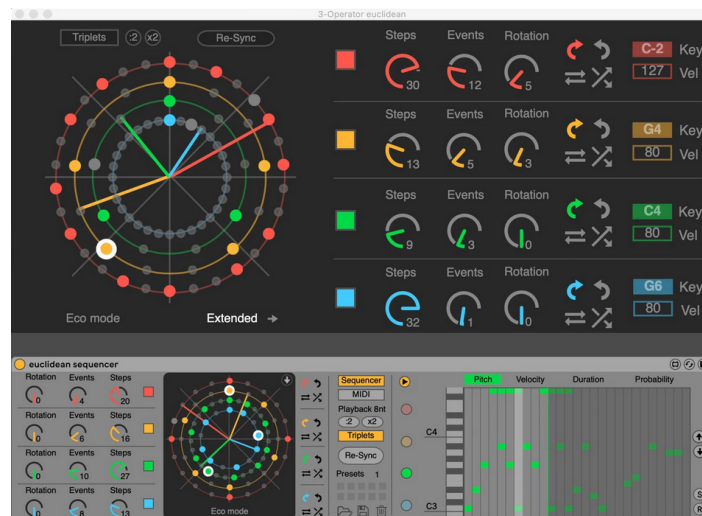 3-Operator euclidean
Triplets :2 x2 Re-Sync
Steps Events Rotation
30 12 5
C-2 Key
127 Vel
Steps Events Rotation
13 5 3
G4 Key
80 Vel
Steps Events Rotation
9 3 0
C4 Key
80 Vel
Steps Events Rotation
32 1 0
G6 Key
80 Vel
Eco mode Extended
euclidean sequencer
Rotation Events Steps
0 20
Rotation Events Steps
0 16
Rotation Events Steps
0 10 27
Rotation Events Steps
0 8 13
Eco mode
Sequencer
MIDI
Playback 8nt
:2 x2
Triplets
Re-Sync
Presets 1
Pitch Velocity Duration Probability
C4
C3
S
R